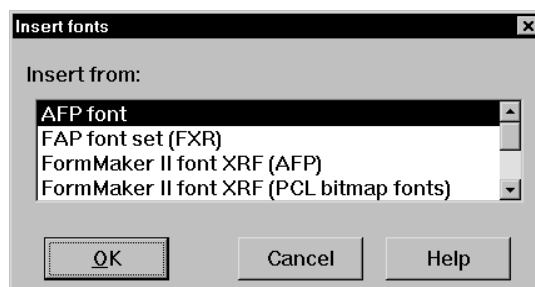 Insert fonts
Insert from:
AFP font
FAP font set (FXR)
FormMaker II font XRF (AFP)
FormMaker II font XRF (PCL bitmap fonts)
OK Cancel Help